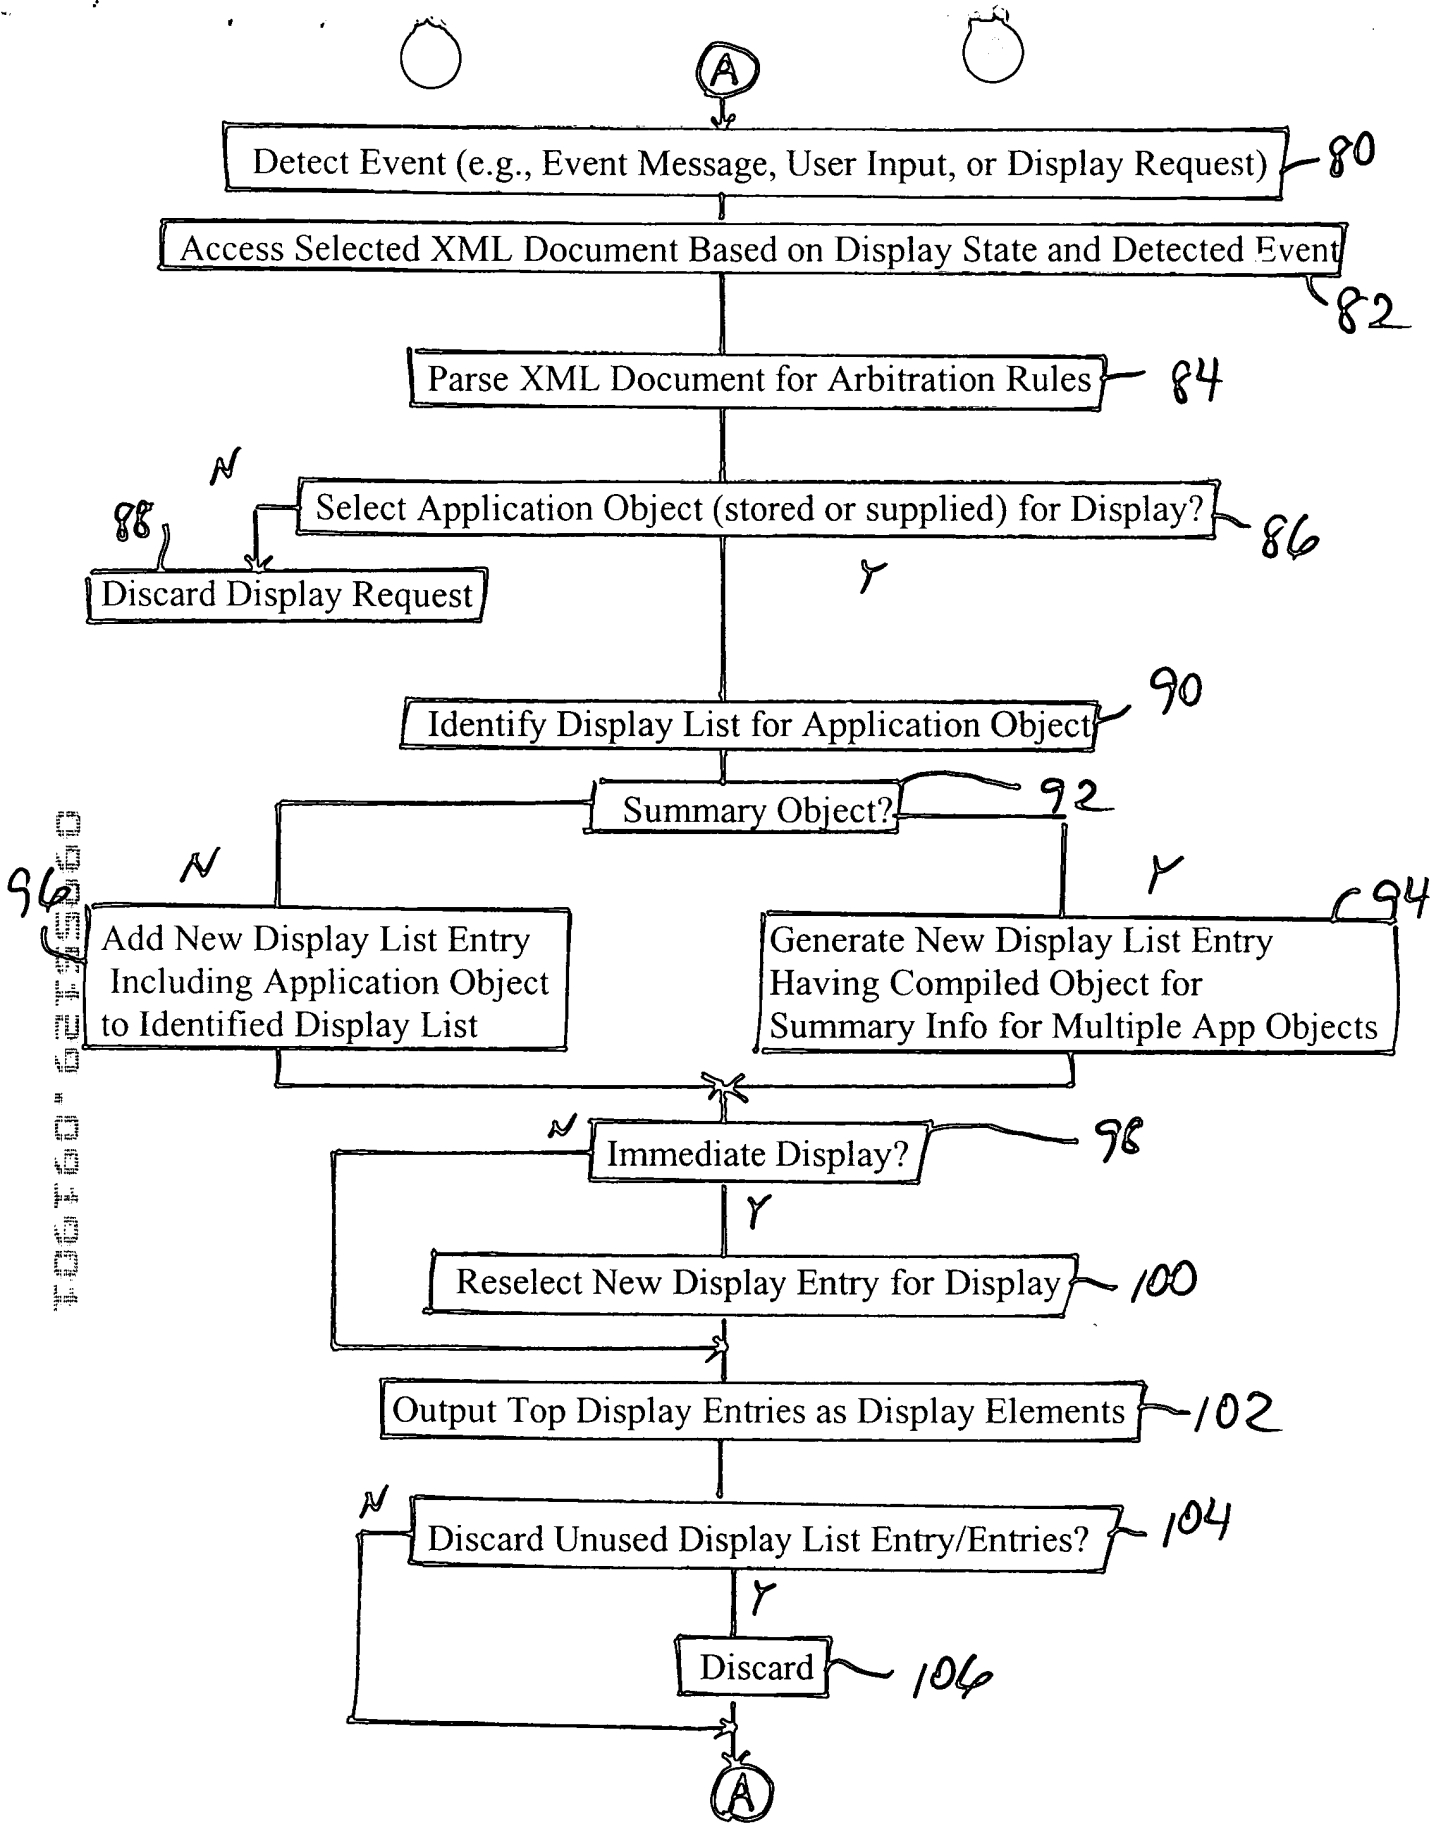 A
Detect Event (e.g., Event Message, User Input, or Display Request)
80
Access Selected XML Document Based on Display State and Detected Event
82
Parse XML Document for Arbitration Rules
84
N
Select Application Object (stored or supplied) for Display?
86
88
Y
Discard Display Request
90
Identify Display List for Application Object
92
Summary Object?
N
Y
96
94
Add New Display List Entry
Including Application Object
to Identified Display List
Generate New Display List Entry
Having Compiled Object for
Summary Info for Multiple App Objects
N
98
Immediate Display?
Y
Reselect New Display Entry for Display
100
Output Top Display Entries as Display Elements
102
N
Discard Unused Display List Entry/Entries?
104
Y
Discard
106
A